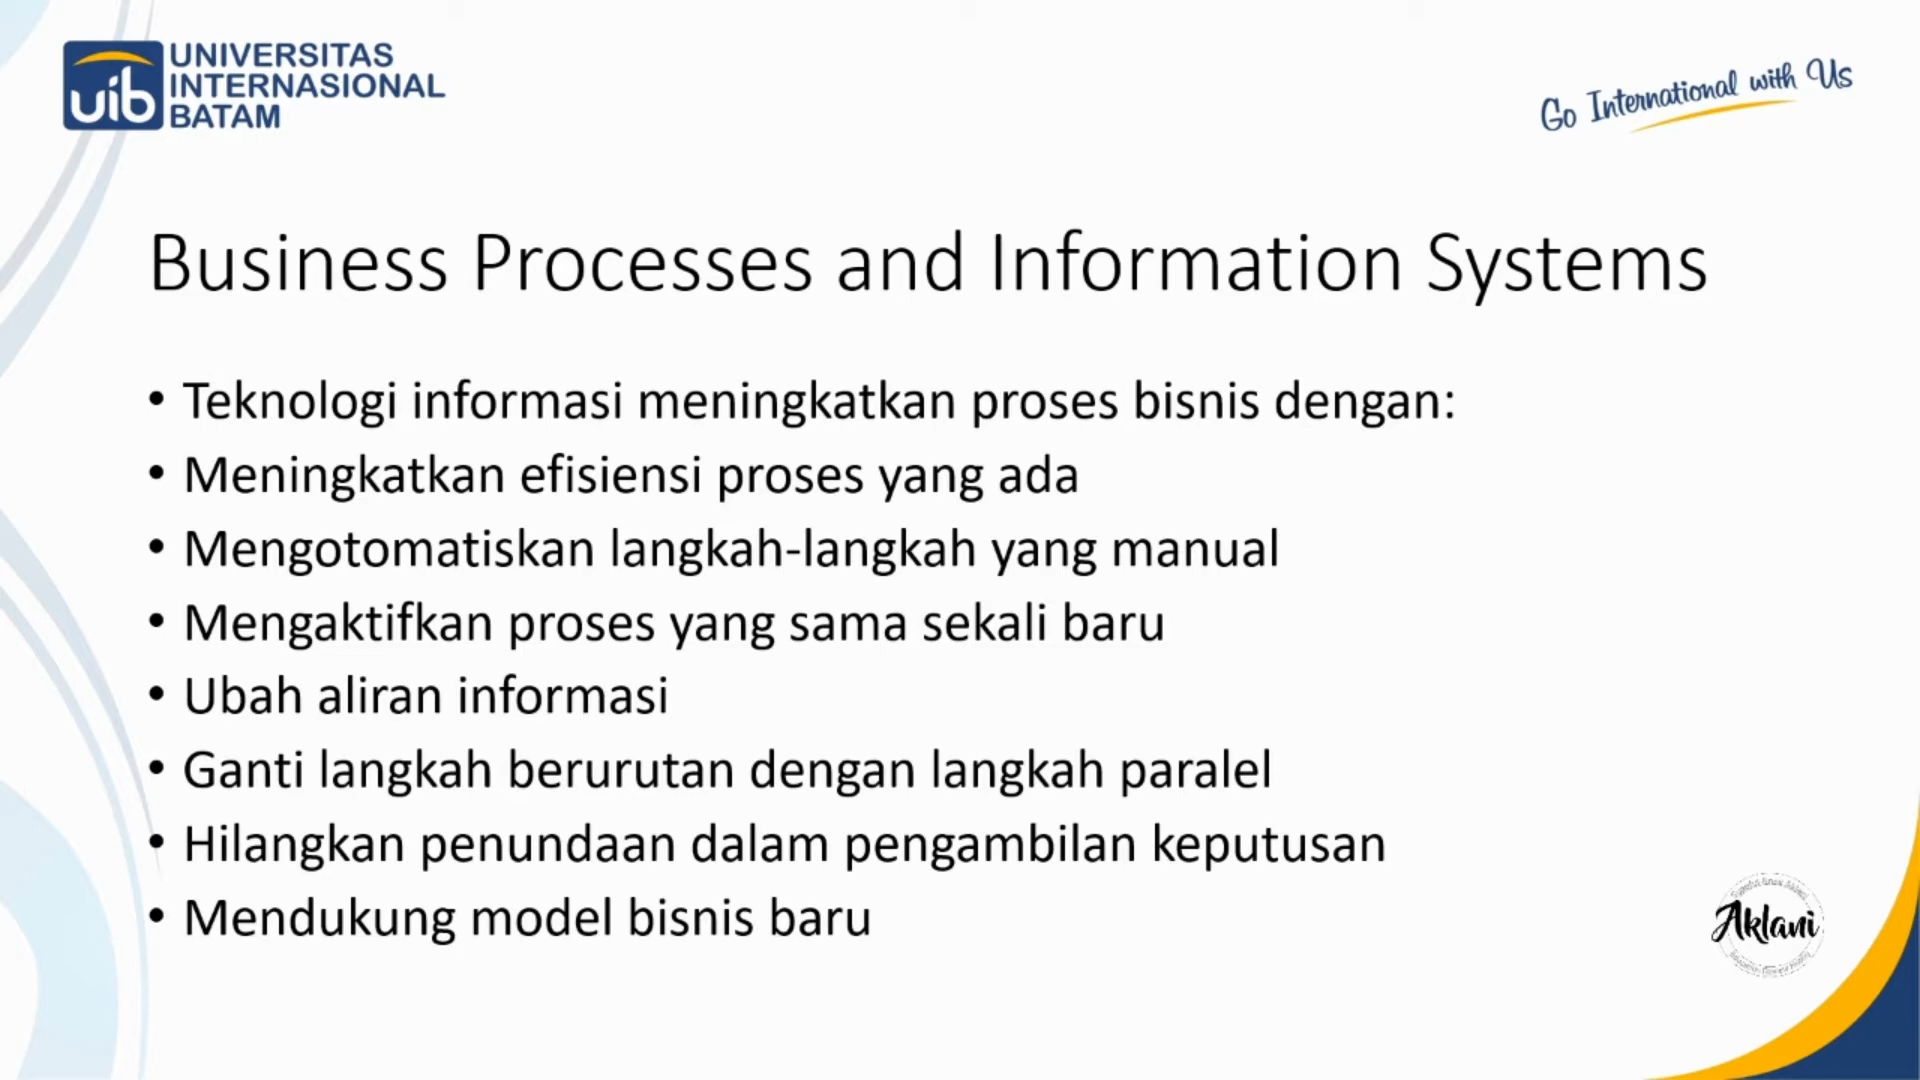 uib
UNIVERSITAS
INTERNASIONAL
BATAM
Go International with Us
Business Processes and Information Systems
• Teknologi informasi meningkatkan proses bisnis dengan:
• Meningkatkan efisiensi proses yang ada
• Mengotomatiskan langkah-langkah yang manual
• Mengaktifkan proses yang sama sekali baru
• Ubah aliran informasi
• Ganti langkah berurutan dengan langkah paralel
• Hilangkan penundaan dalam pengambilan keputusan
• Mendukung model bisnis baru
Aklani